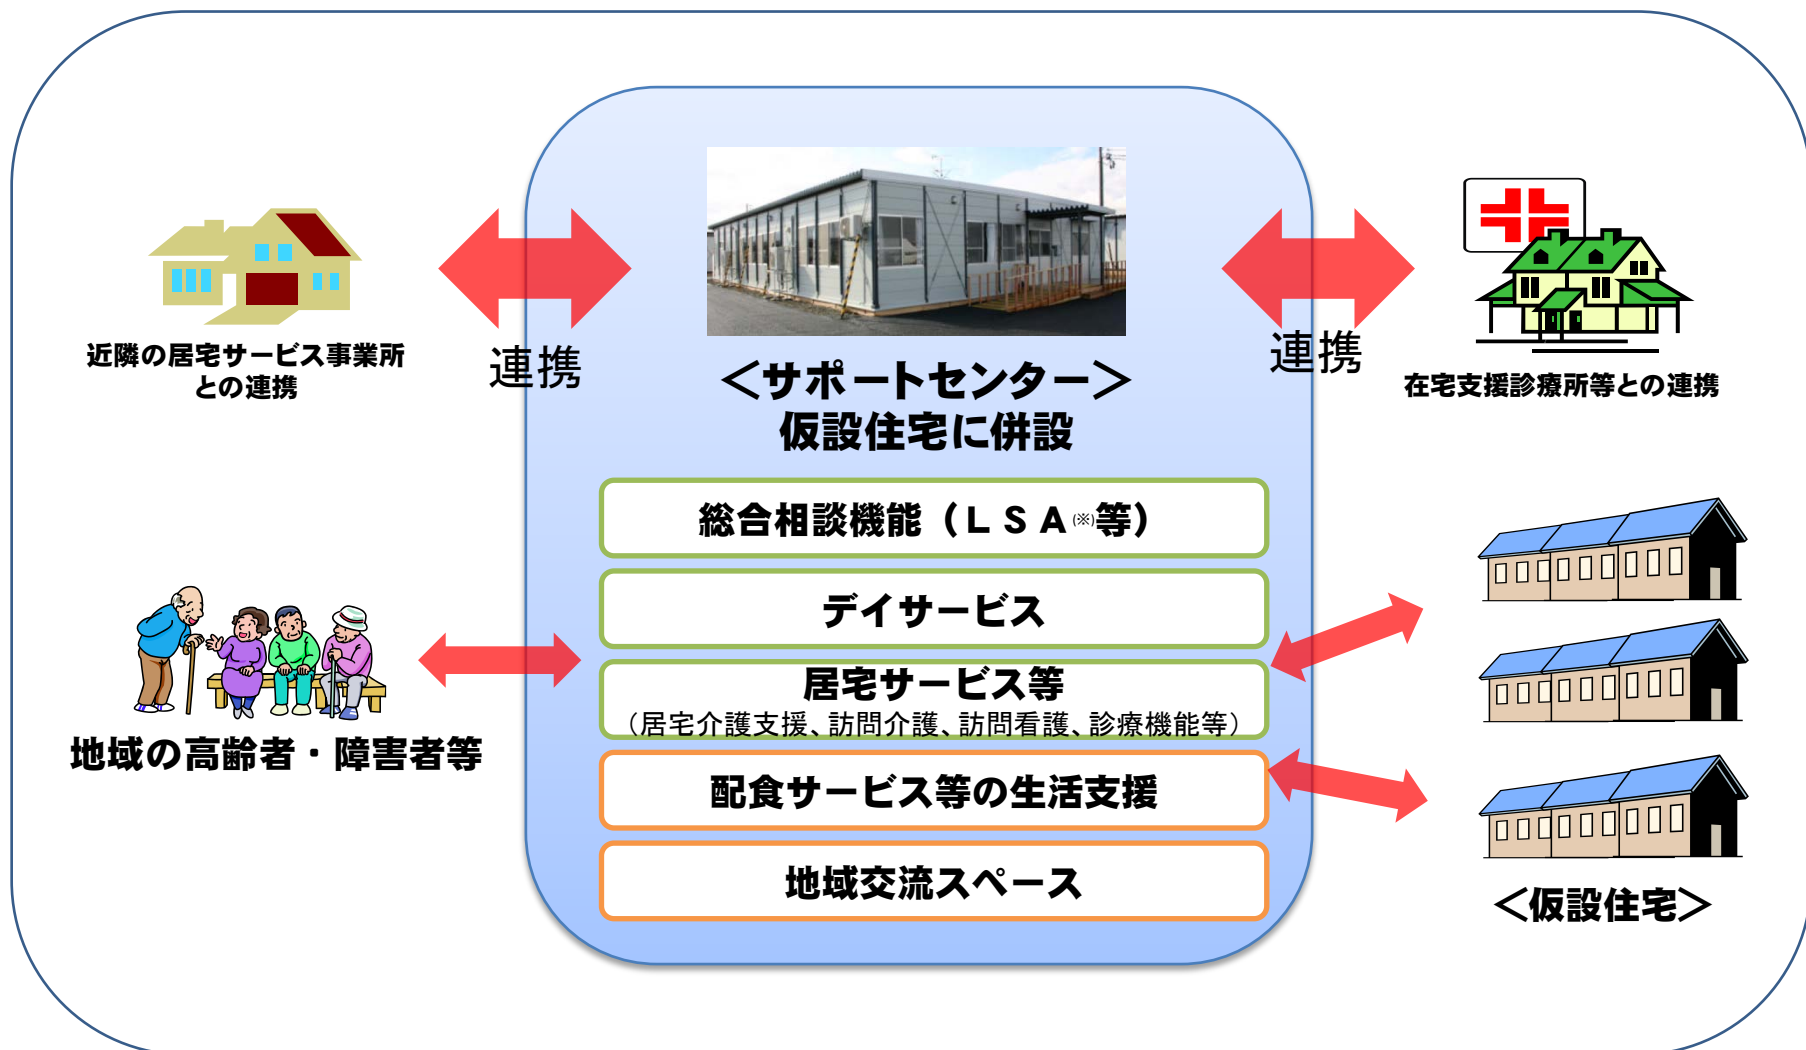 近隣の居宅サービス事業所
との連携
連携
<サポートセンター>
仮設住宅に併設
連携
在宅支援診療所等との連携
総合相談機能（ＬＳＡ(※)等）
デイサービス
居宅サービス等
（居宅介護支援、訪問介護、訪問看護、診療機能等）
配食サービス等の生活支援
地域交流スペース
地域の高齢者・障害者等
<仮設住宅>